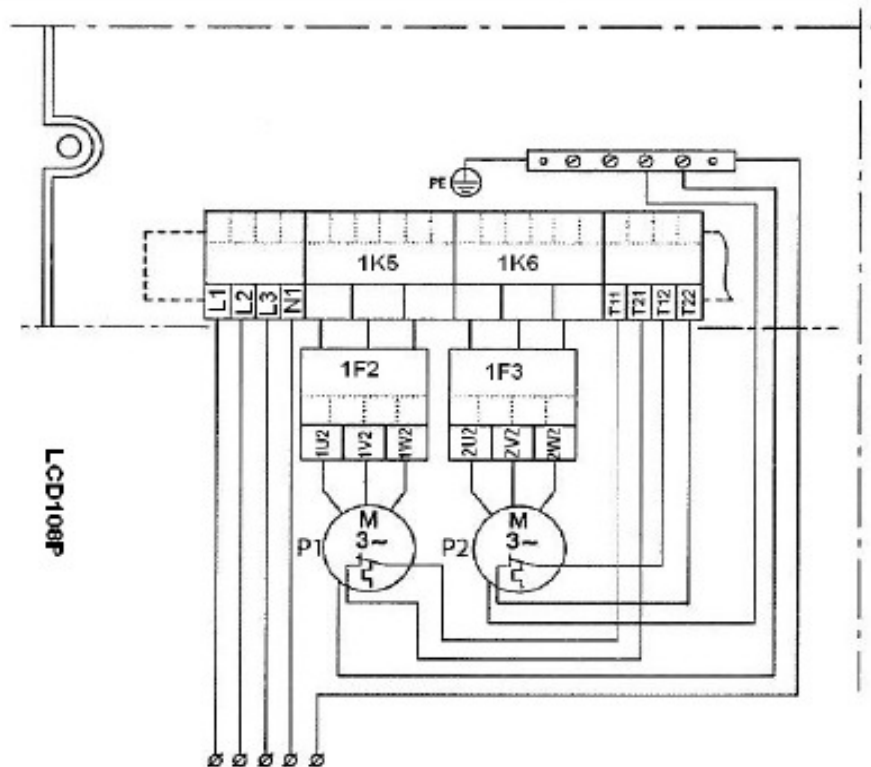 PE
1K5 1K6
L1 L2 L3 N1 T11 T21 T12 T22
1F2 1F3
1U2 1V2 1W2 2U2 2V2 2W2
LCD108P
P1 M 3~ P2 M 3~